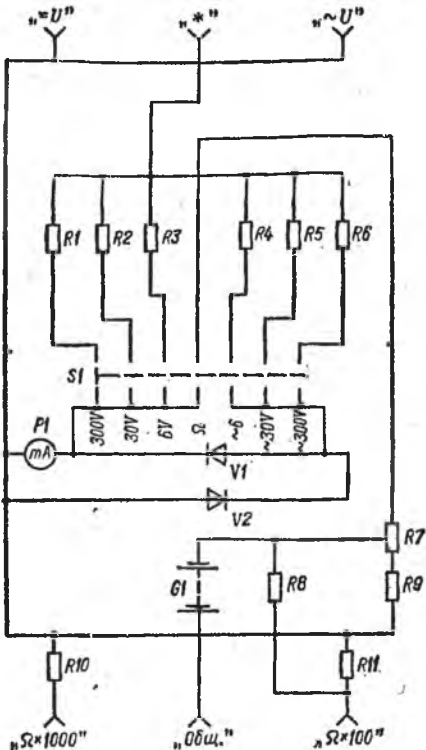 „=U” „*” „~U”
R1 R2 R3 R4 R5 R6
S1
300V 30V 6V Ω ~6 ~30V ~300V
P1
mA
V1
V2
R7
G1 R8 R9
R10 R11
„Ω×1000” „Общ.” „Ω×100”